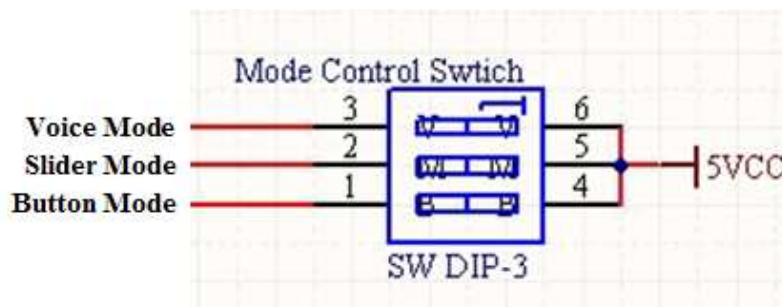 Mode Control Swtich
Voice Mode 3 V V 6
Slider Mode 2 M M 5
Button Mode 1 B B 4
5VCC
SW DIP-3